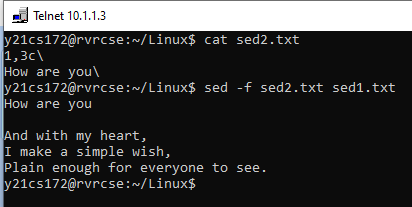 Telnet 10.1.1.3
y21cs172@rvrcse:~/Linux$ cat sed2.txt
1,3c\
How are you\
y21cs172@rvrcse:~/Linux$ sed -f sed2.txt sed1.txt
How are you

And with my heart,
I make a simple wish,
Plain enough for everyone to see.
y21cs172@rvrcse:~/Linux$